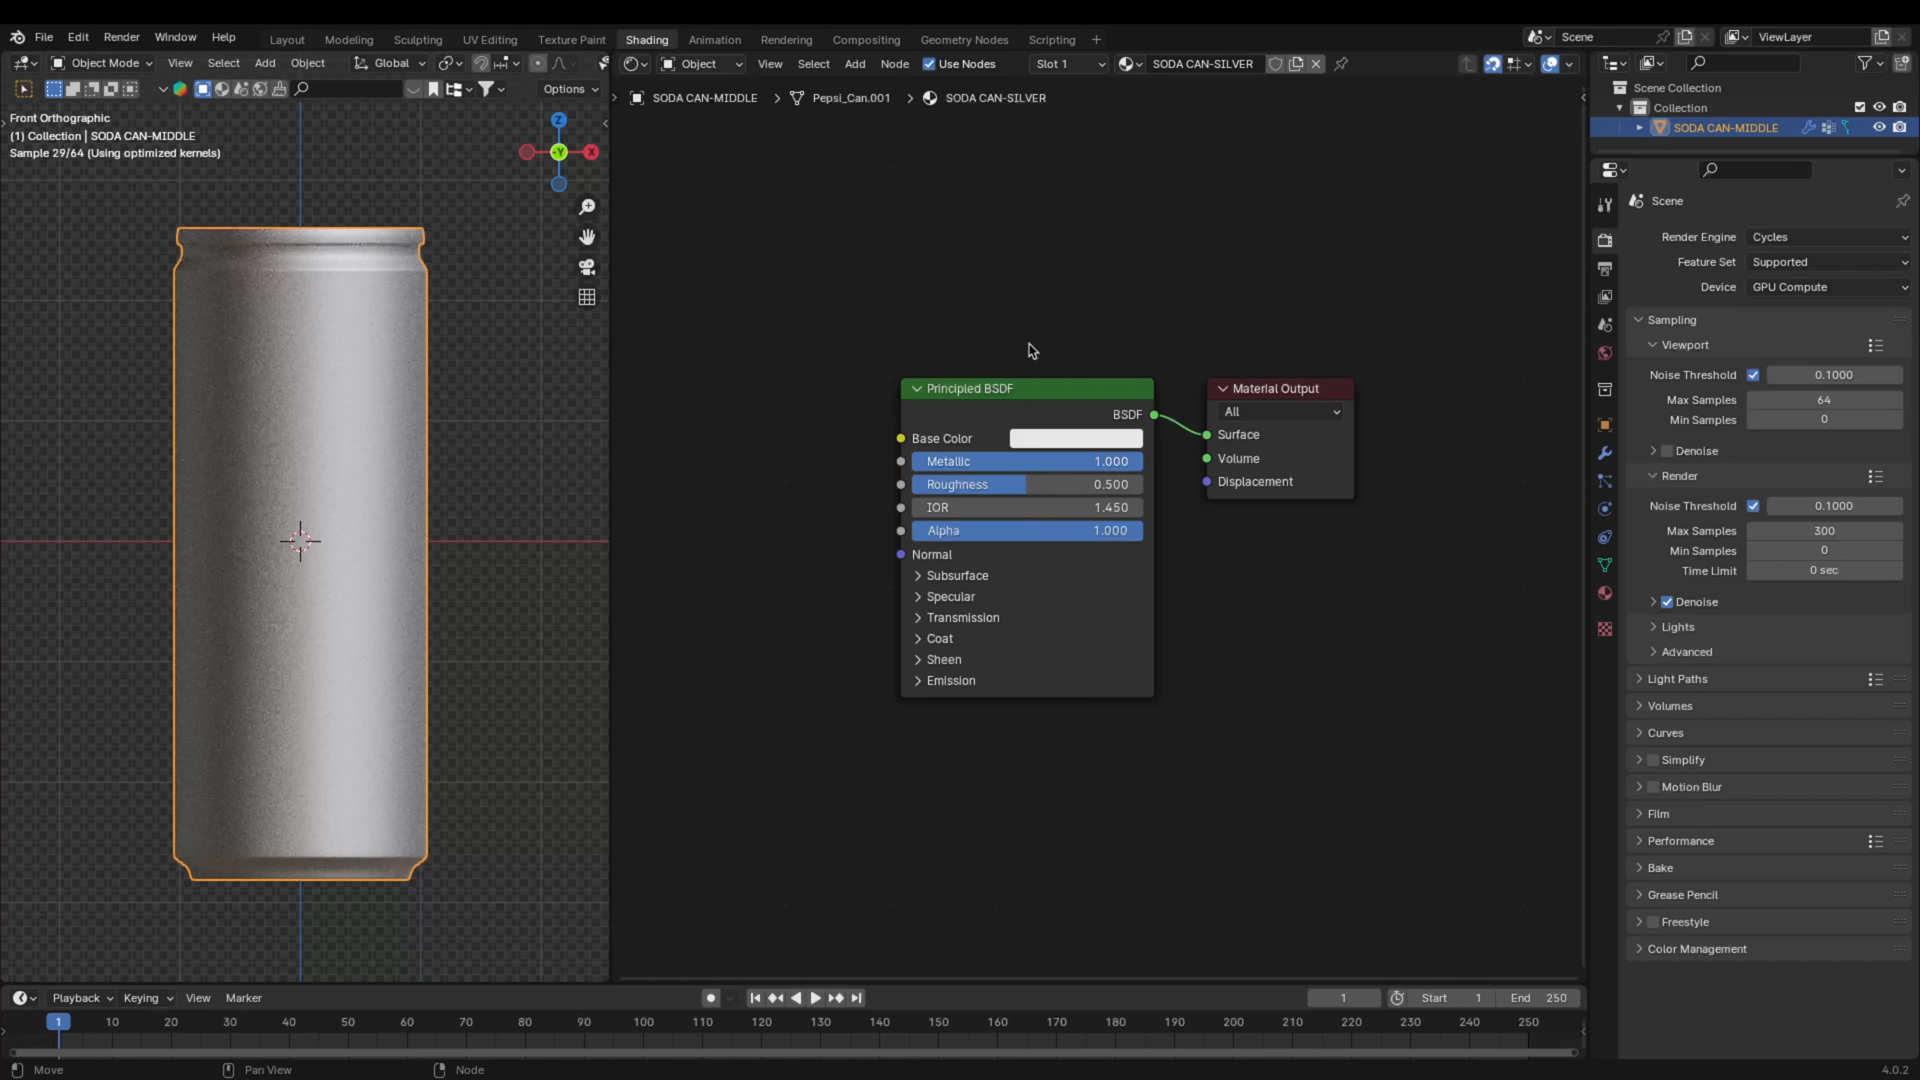 File Edit Render Window Help Layout Modeling Sculpting UV Editing Texture Paint Shading Animation Rendering Compositing Geometry Nodes Scripting + Scene ViewLayer
Object Mode View Select Add Object Global Object View Select Add Node Use Nodes Slot 1 SODA CAN-SILVER
Options
SODA CAN-MIDDLE > Pepsi_Can.001 > SODA CAN-SILVER
Front Orthographic
(1) Collection | SODA CAN-MIDDLE
Sample 29/64 (Using optimized kernels)
Z
-Y
X
Principled BSDF
BSDF
Base Color
Metallic 1.000
Roughness 0.500
IOR 1.450
Alpha 1.000
Normal
Subsurface
Specular
Transmission
Coat
Sheen
Emission
Material Output
All
Surface
Volume
Displacement
Scene Collection
Collection
SODA CAN-MIDDLE
Scene
Render Engine Cycles
Feature Set Supported
Device GPU Compute
Sampling
Viewport
Noise Threshold 0.1000
Max Samples 64
Min Samples 0
Denoise
Render
Noise Threshold 0.1000
Max Samples 300
Min Samples 0
Time Limit 0 sec
Denoise
Lights
Advanced
Light Paths
Volumes
Curves
Simplify
Motion Blur
Film
Performance
Bake
Grease Pencil
Freestyle
Color Management
Playback Keying View Marker 1 Start 1 End 250
1 10 20 30 40 50 60 70 80 90 100 110 120 130 140 150 160 170 180 190 200 210 220 230 240 250
Move Pan View Node 4.0.2